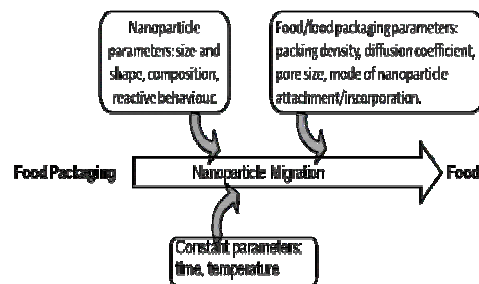 Nanoparticle
parameters: size and
shape, composition,
reactive behaviour.
Food/food packaging parameters:
packing density, diffusion coefficient,
pore size, mode of nanoparticle
attachment/incorporation.
Food Packaging
Nanoparticle Migration
Food
Constant parameters:
time, temperature